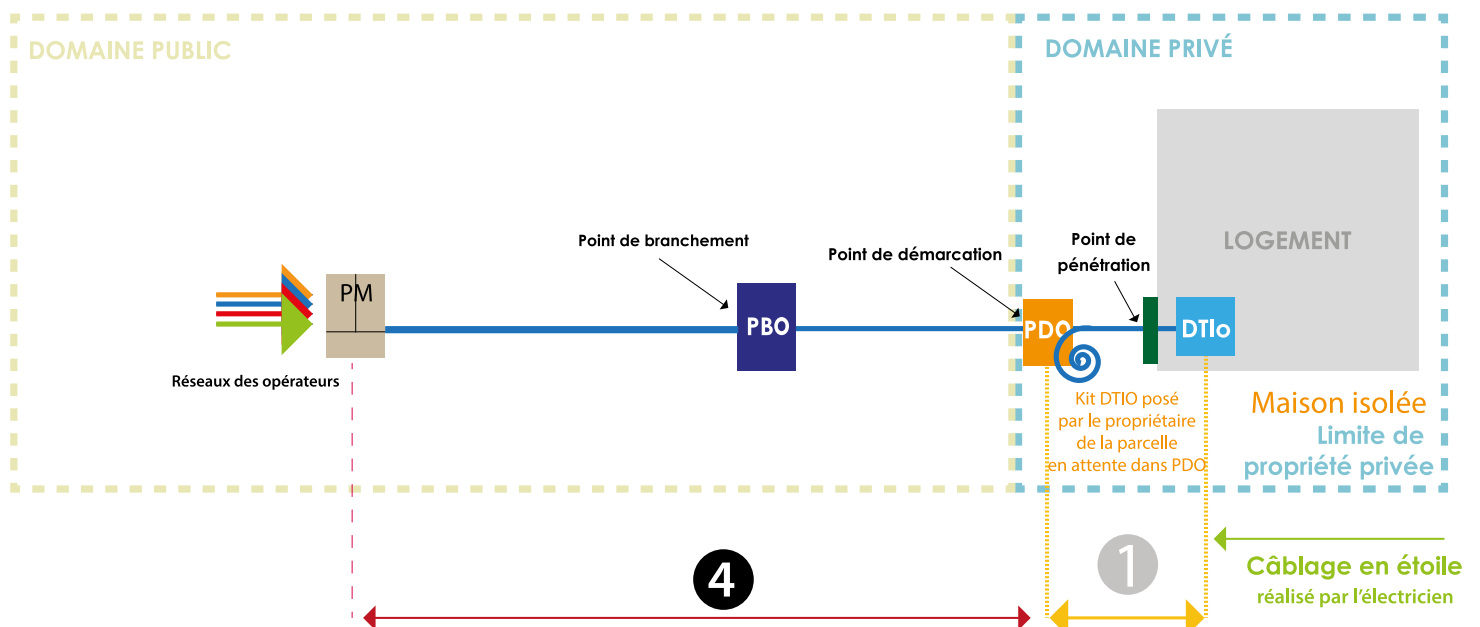 DOMAINE PUBLIC
DOMAINE PRIVÉ
LOGEMENT
Point de branchement
Point de démarcation
Point de
pénétration
PM
PBO
PDO
DTIo
Réseaux des opérateurs
Kit DTIO posé
par le propriétaire
de la parcelle
en attente dans PDO
Maison isolée
Limite de
propriété privée
4
1
Câblage en étoile
réalisé par l'électricien